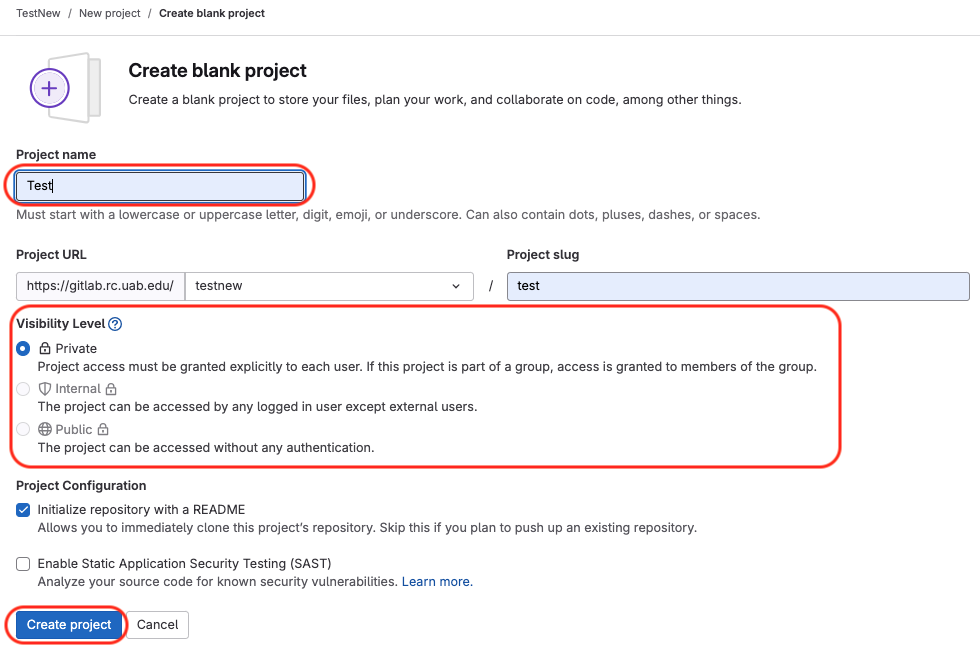 TestNew / New project / Create blank project
Create blank project
Create a blank project to store your files, plan your work, and collaborate on code, among other things.
Project name
Test
Must start with a lowercase or uppercase letter, digit, emoji, or underscore. Can also contain dots, pluses, dashes, or spaces.
Project URL
Project slug
https://gitlab.rc.uab.edu/ testnew / test
Visibility Level
Private
Project access must be granted explicitly to each user. If this project is part of a group, access is granted to members of the group.
Internal
The project can be accessed by any logged in user except external users.
Public
The project can be accessed without any authentication.
Project Configuration
Initialize repository with a README
Allows you to immediately clone this project’s repository. Skip this if you plan to push up an existing repository.
Enable Static Application Security Testing (SAST)
Analyze your source code for known security vulnerabilities. Learn more.
Create project
Cancel